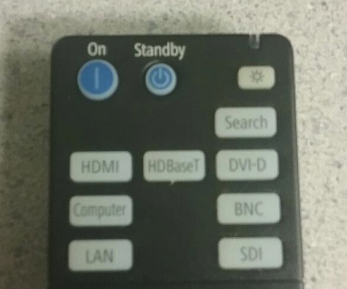 On Standby
Search
HDMI HDBaseT DVI-D
Computer BNC
LAN SDI